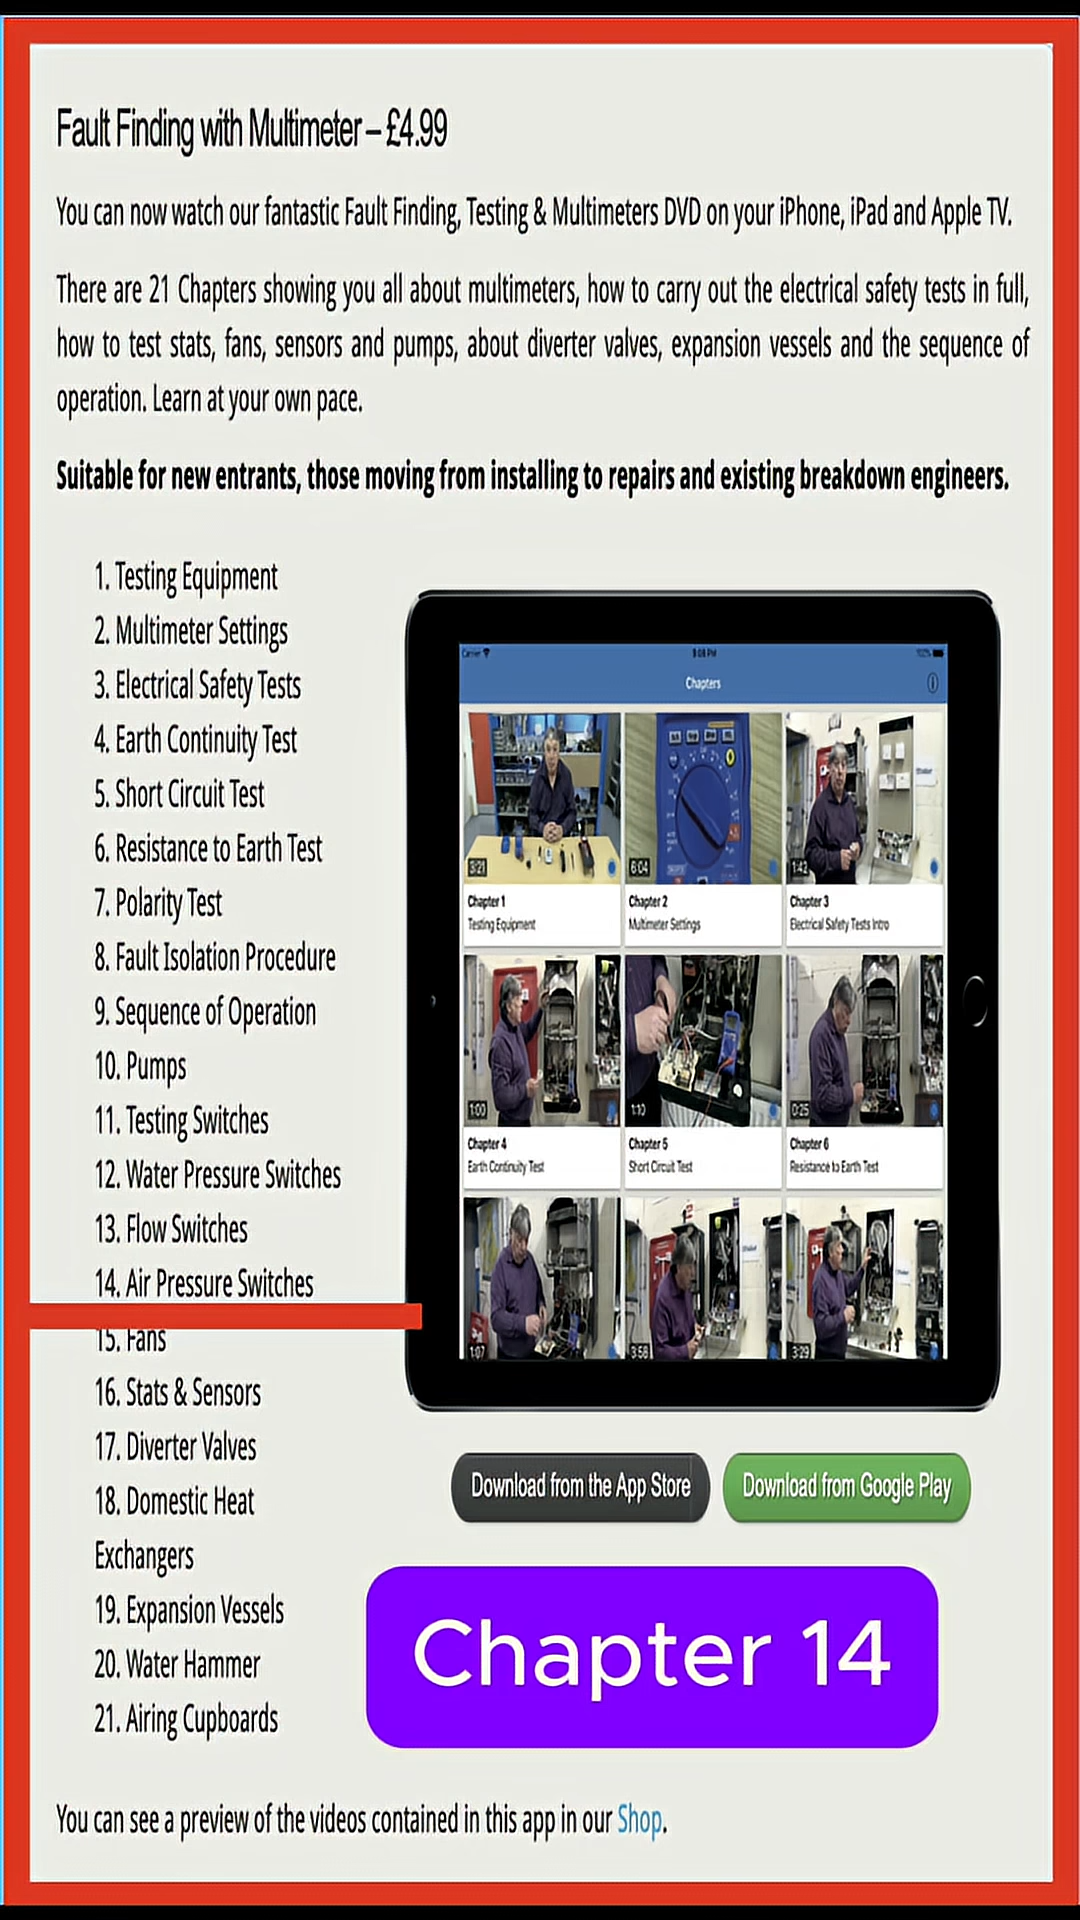 Fault Finding with Multimeter – £4.99
You can now watch our fantastic Fault Finding, Testing & Multimeters DVD on your iPhone, iPad and Apple TV.
There are 21 Chapters showing you all about multimeters, how to carry out the electrical safety tests in full,
how to test stats, fans, sensors and pumps, about diverter valves, expansion vessels and the sequence of
operation. Learn at your own pace.
Suitable for new entrants, those moving from installing to repairs and existing breakdown engineers.
1. Testing Equipment
2. Multimeter Settings
3. Electrical Safety Tests
4. Earth Continuity Test
5. Short Circuit Test
6. Resistance to Earth Test
7. Polarity Test
8. Fault Isolation Procedure
9. Sequence of Operation
10. Pumps
11. Testing Switches
12. Water Pressure Switches
13. Flow Switches
14. Air Pressure Switches
15. Fans
16. Stats & Sensors
17. Diverter Valves
18. Domestic Heat
Exchangers
19. Expansion Vessels
20. Water Hammer
21. Airing Cupboards
Carrier
9:08 PM
Chapters
3:21
6:04
1:42
Chapter 1
Testing Equipment
Chapter 2
Multimeter Settings
Chapter 3
Electrical Safety Tests Intro
1:00
1:10
0:25
Chapter 4
Earth Continuity Test
Chapter 5
Short Circuit Test
Chapter 6
Resistance to Earth Test
1:07
3:56
3:29
Download from the App Store
Download from Google Play
Chapter 14
You can see a preview of the videos contained in this app in our Shop.